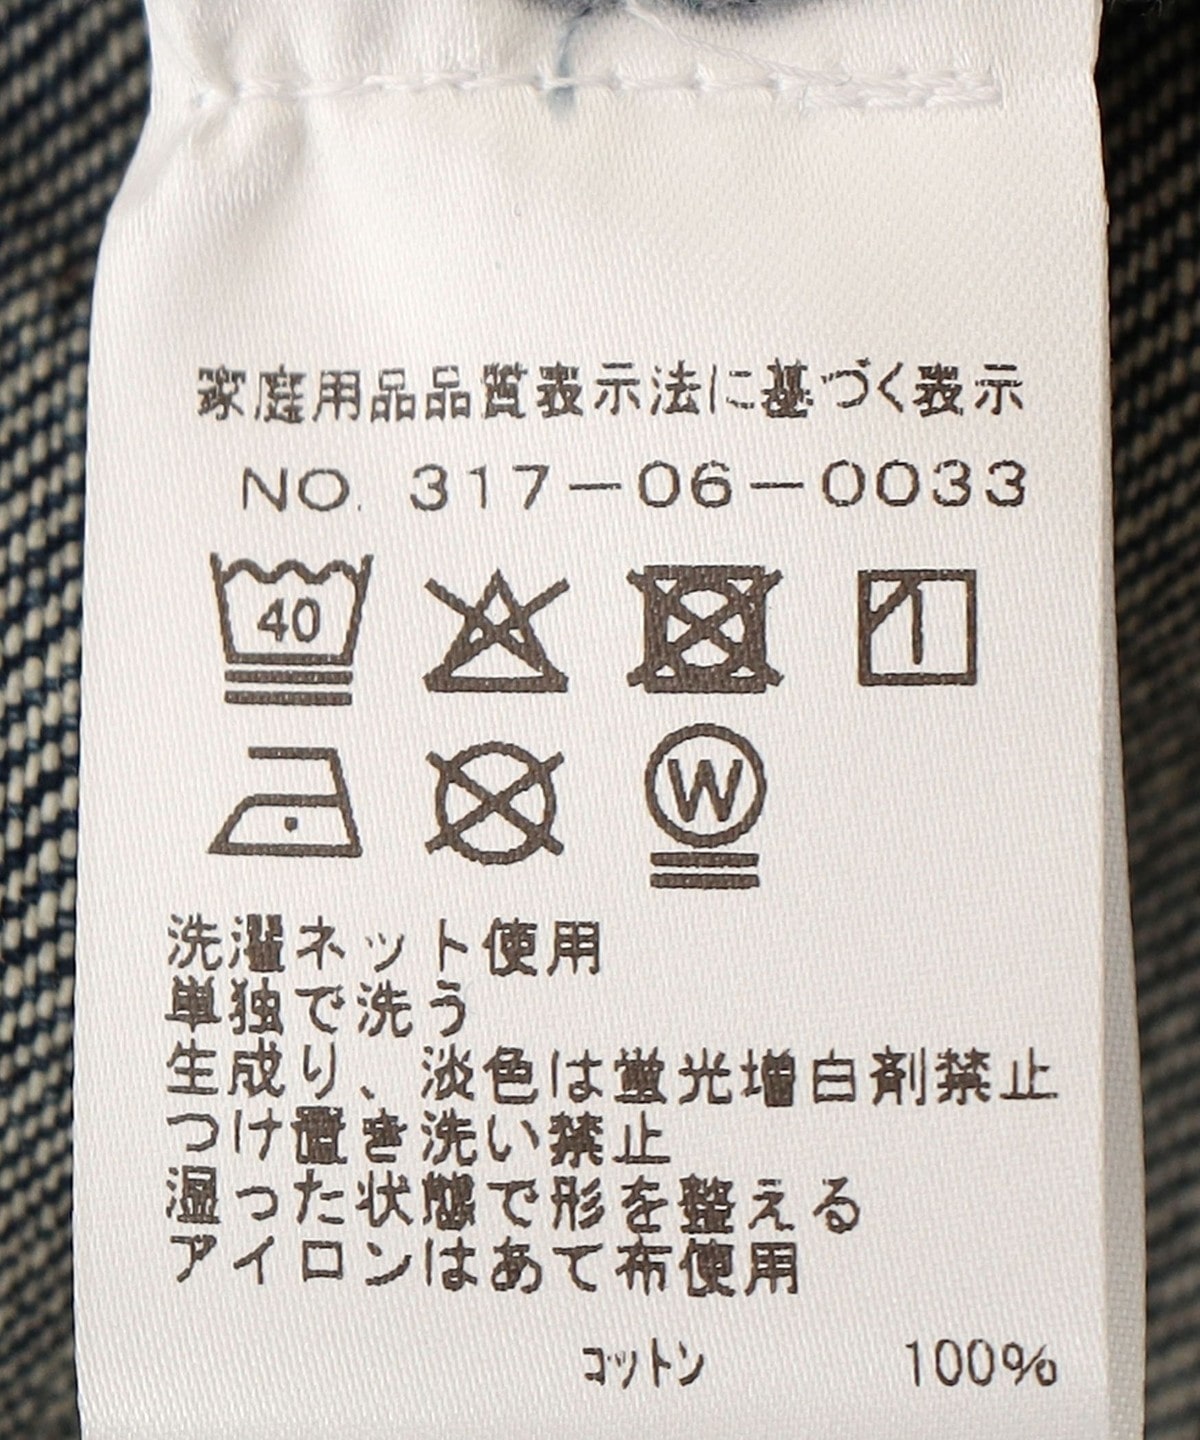 家庭用品品質表示法に基づく表示
NO. 317-06-0033
40
W
洗濯ネット使用
単独で洗う
生成り、淡色は蛍光増白剤禁止
つけ置き洗い禁止
湿った状態で形を整える
アイロンはあて布使用
コットン 100%